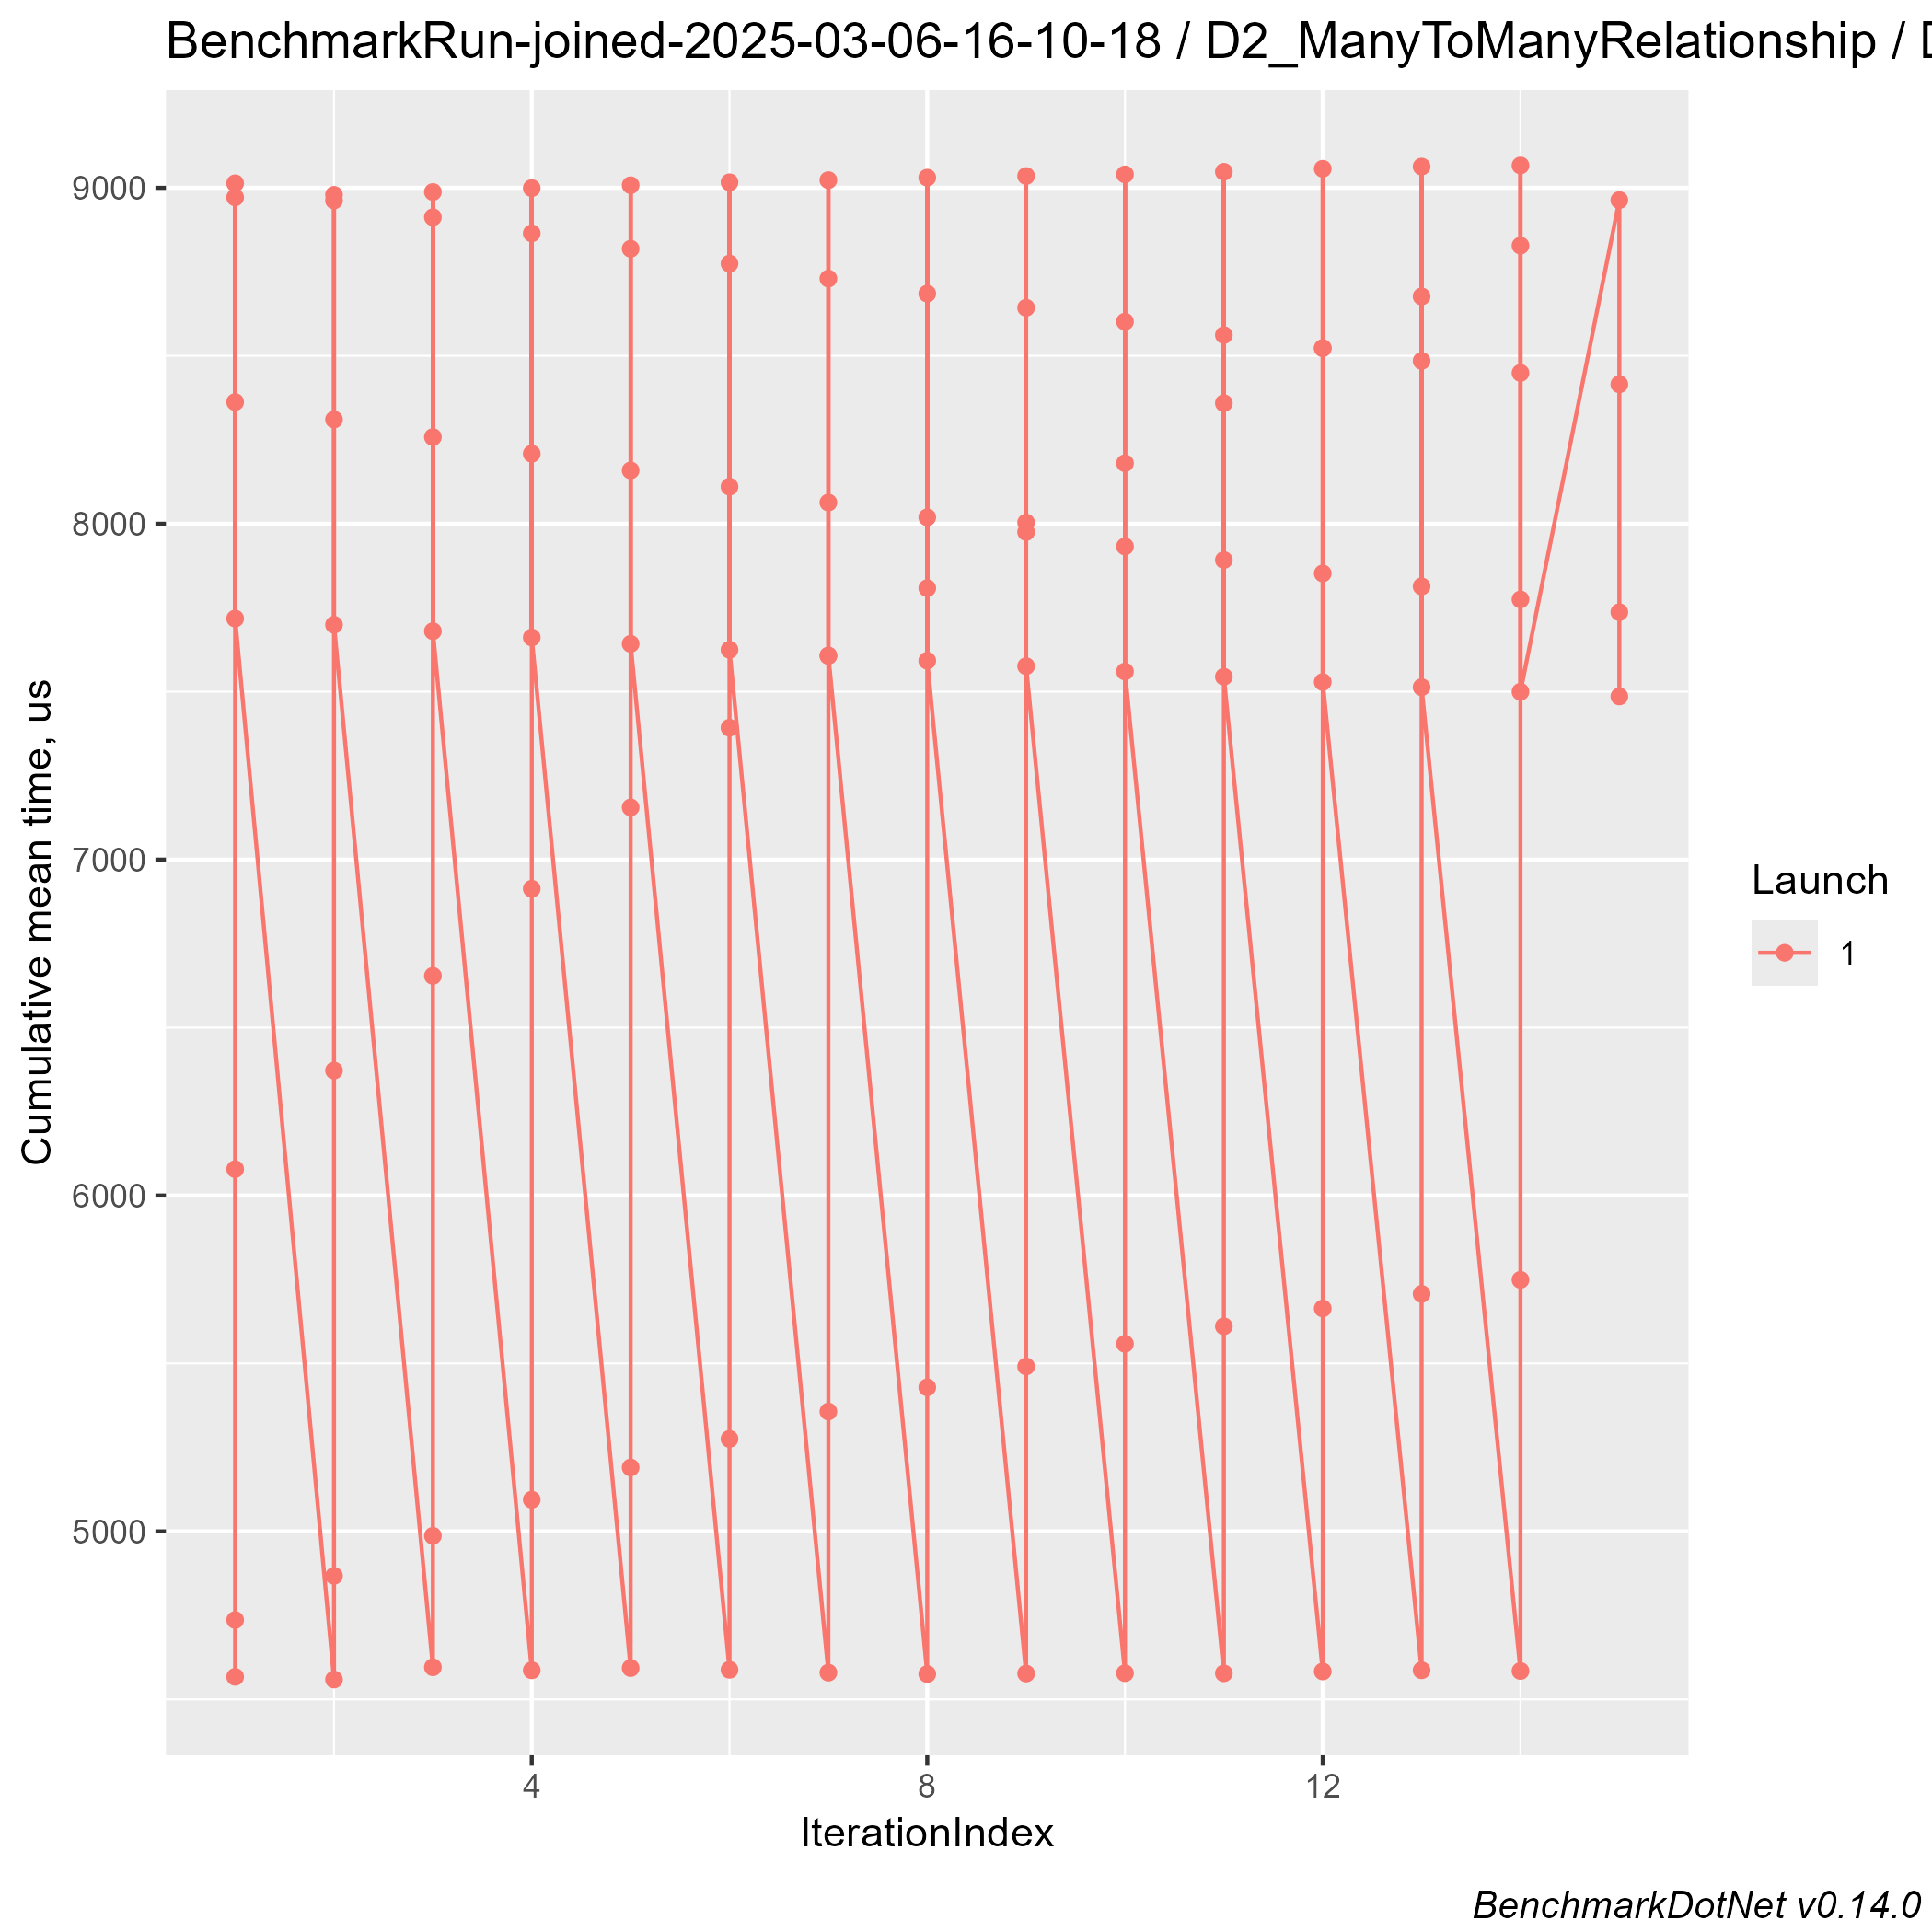 BenchmarkRun-joined-2025-03-06-16-10-18 / D2_ManyToManyRelationship /
9000
8000
7000
6000
5000
Cumulative mean time, us
4
8
12
IterationIndex
Launch
1
BenchmarkDotNet v0.14.0